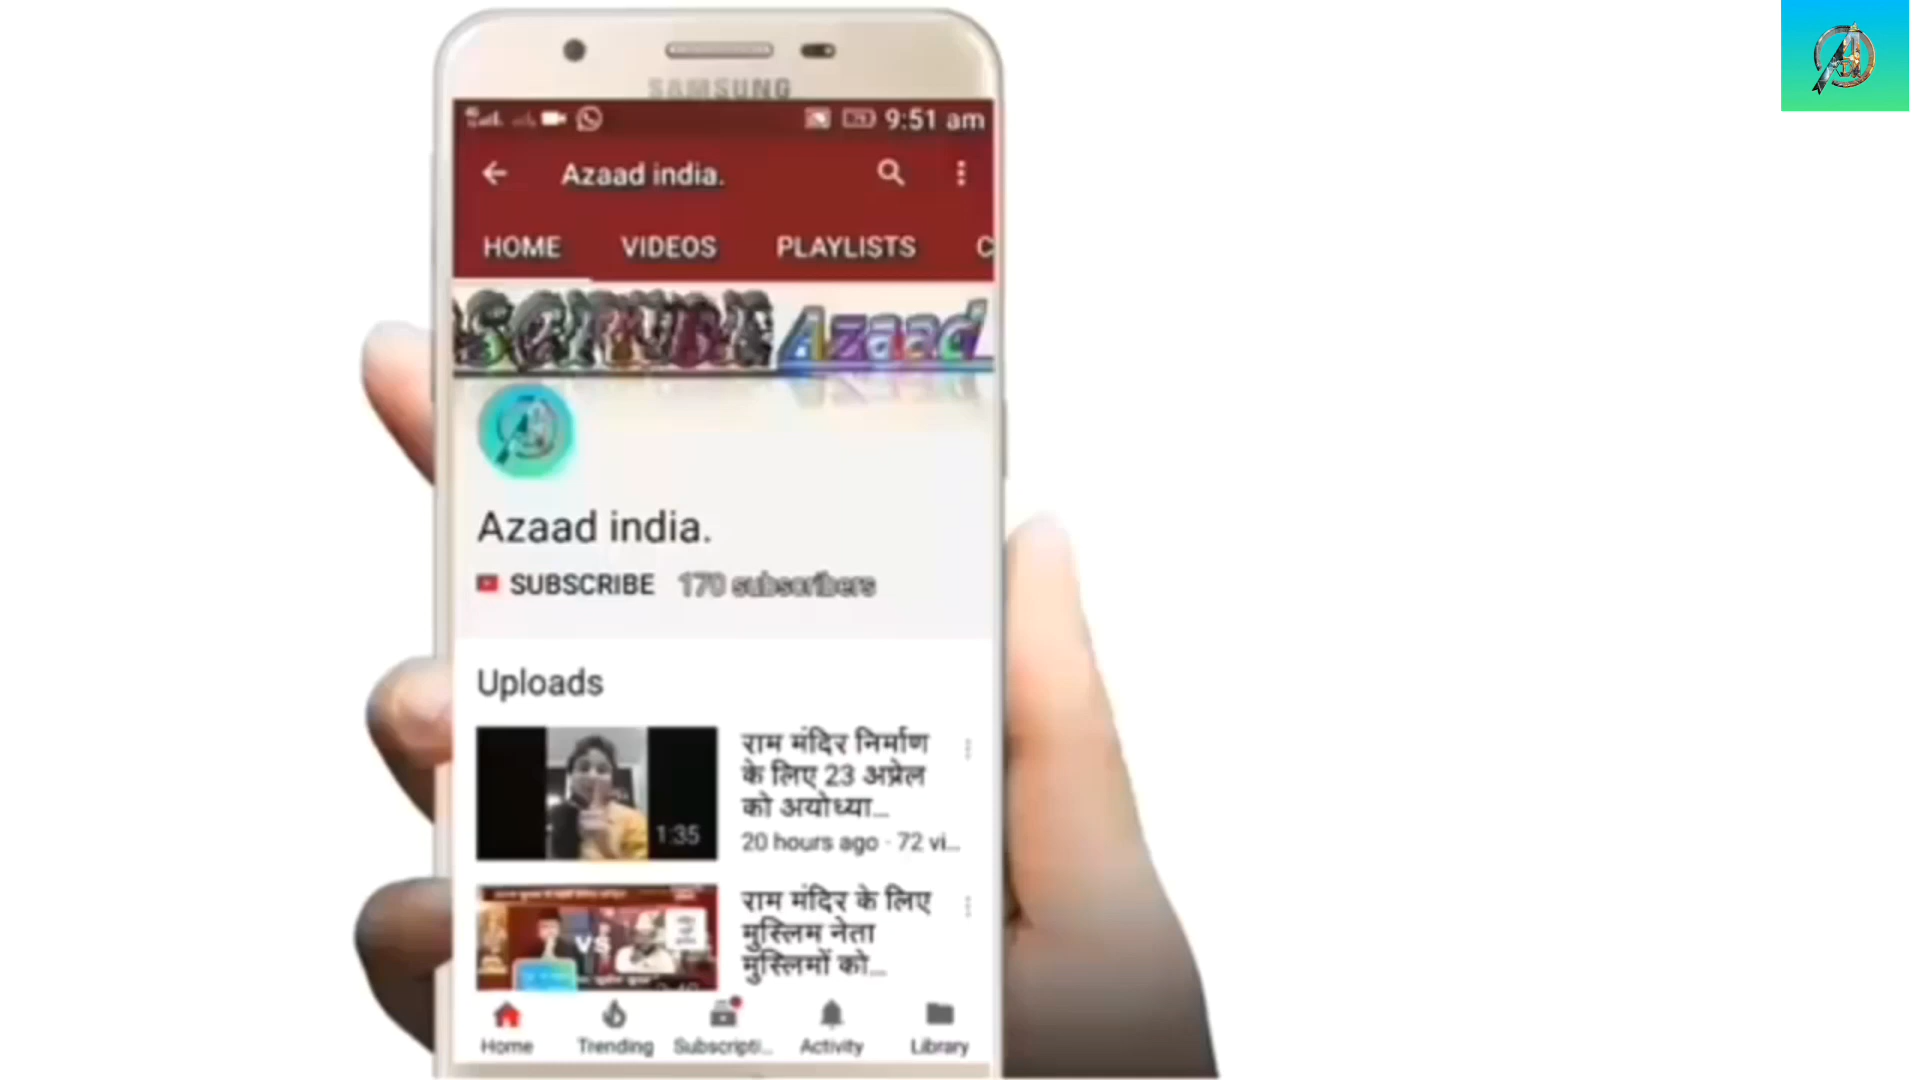 SAMSUNG
9:51 am
Azaad india.
HOME VIDEOS PLAYLISTS C
Azaad
Azaad india.
SUBSCRIBE 170 subscribers
Uploads
राम मंदिर निर्माण
के लिए 23 अप्रेल
को अयोध्या...
20 hours ago · 72 vi...
1:35
राम मंदिर के लिए
मुस्लिम नेता
मुस्लिमों को...
VS
Home Trending Subscripti... Activity Library